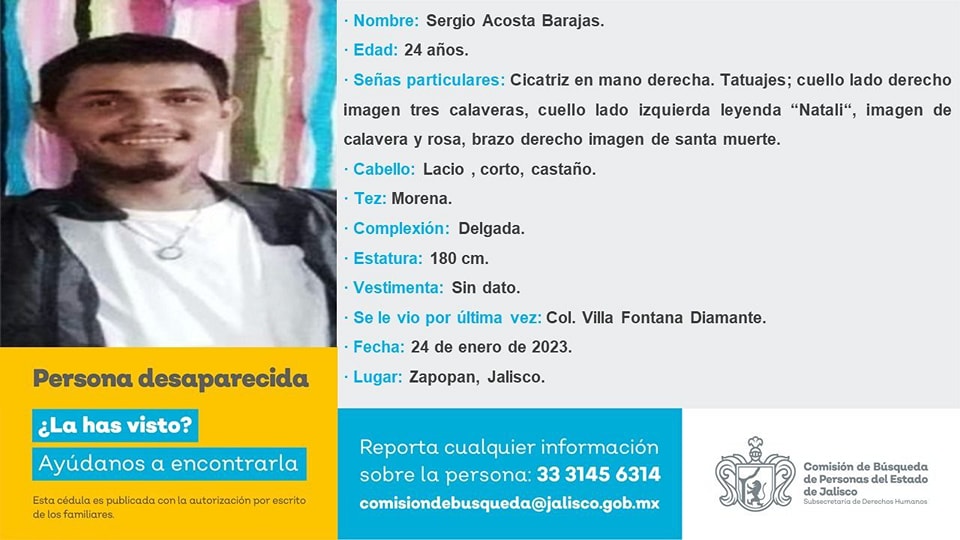 · Nombre: Sergio Acosta Barajas.
· Edad: 24 años.
· Señas particulares: Cicatriz en mano derecha. Tatuajes; cuello lado derecho
imagen tres calaveras, cuello lado izquierda leyenda “Natali“, imagen de
calavera y rosa, brazo derecho imagen de santa muerte.
· Cabello: Lacio , corto, castaño.
· Tez: Morena.
· Complexión: Delgada.
· Estatura: 180 cm.
· Vestimenta: Sin dato.
· Se le vio por última vez: Col. Villa Fontana Diamante.
· Fecha: 24 de enero de 2023.
· Lugar: Zapopan, Jalisco.
Persona desaparecida
¿La has visto?
Ayúdanos a encontrarla
Esta cédula es publicada con la autorización por escrito
de los familiares.
Reporta cualquier información
sobre la persona: 33 3145 6314
comisiondebusqueda@jalisco.gob.mx
Comisión de Búsqueda
de Personas del Estado
de Jalisco
Subsecretaría de Derechos Humanos